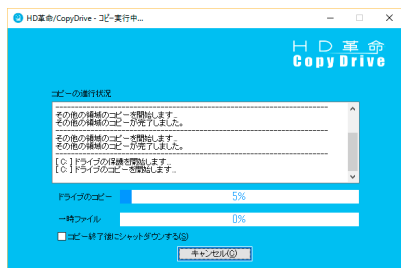 HD革命/CopyDrive - コピー実行中...
HD革命
CopyDrive
コピーの進行状況
その他の領域のコピーを開始します...
その他の領域のコピーが完了しました。
その他の領域のコピーを開始します...
その他の領域のコピーが完了しました。
[ C: ] ドライブの保護を開始します...
[ C: ] ドライブのコピーを開始します...
ドライブのコピー 5%
一時ファイル 0%
コピー終了後にシャットダウンする(S)
キャンセル(C)